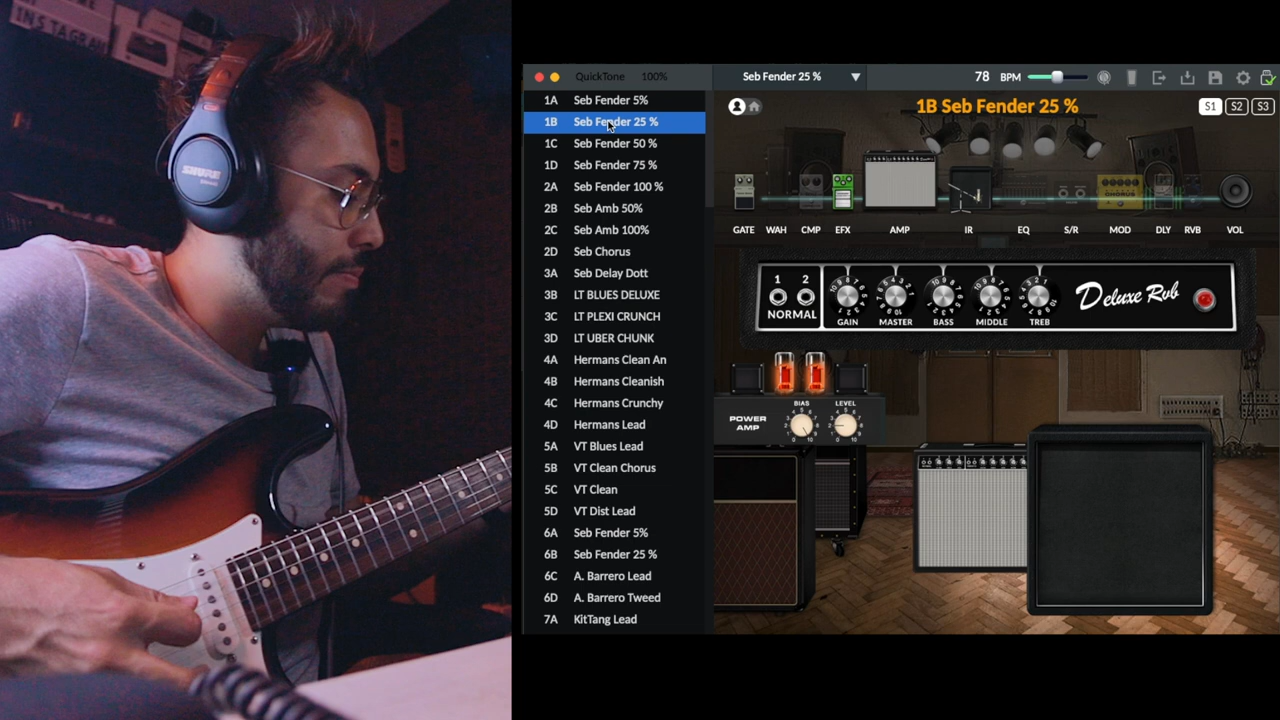 INSTAGRAM
SHURE
QuickTone 100%
Seb Fender 25 %
78 BPM
1A Seb Fender 5%
1B Seb Fender 25 %
1C Seb Fender 50 %
1D Seb Fender 75 %
2A Seb Fender 100 %
2B Seb Amb 50%
2C Seb Amb 100%
2D Seb Chorus
3A Seb Delay Dott
3B LT BLUES DELUXE
3C LT PLEXI CRUNCH
3D LT UBER CHUNK
4A Hermans Clean An
4B Hermans Cleanish
4C Hermans Crunchy
4D Hermans Lead
5A VT Blues Lead
5B VT Clean Chorus
5C VT Clean
5D VT Dist Lead
6A Seb Fender 5%
6B Seb Fender 25 %
6C A. Barrero Lead
6D A. Barrero Tweed
7A KitTang Lead
1B Seb Fender 25 %
S1 S2 S3
CHORUS
GATE WAH CMP EFX AMP IR EQ S/R MOD DLY RVB VOL
1 2
NORMAL
GAIN MASTER BASS MIDDLE TREB
Deluxe Rvb
BIAS LEVEL
POWER
AMP